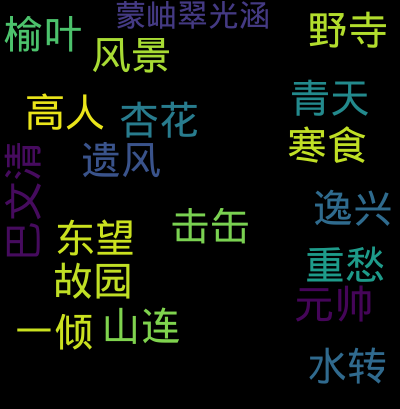 蒙岫翠光涵
榆叶
野寺
风景
青天
高人
杏花
寒食
遗风
巴文清
逸兴
击缶
东望
重愁
故园
元帅
一倾
山连
水转